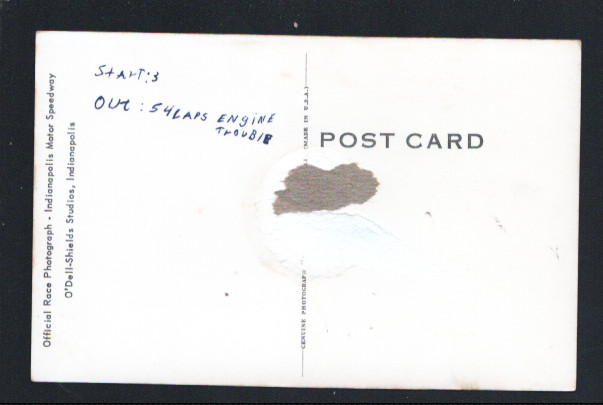 Official Race Photograph - Indianapolis Motor Speedway
O'Dell-Shields Studios, Indianapolis
START: 3
OUT: 54 LAPS ENGINE
TROUBLE
GENUINE PHOTOGRAPH
(MADE IN U.S.A.)
POST CARD